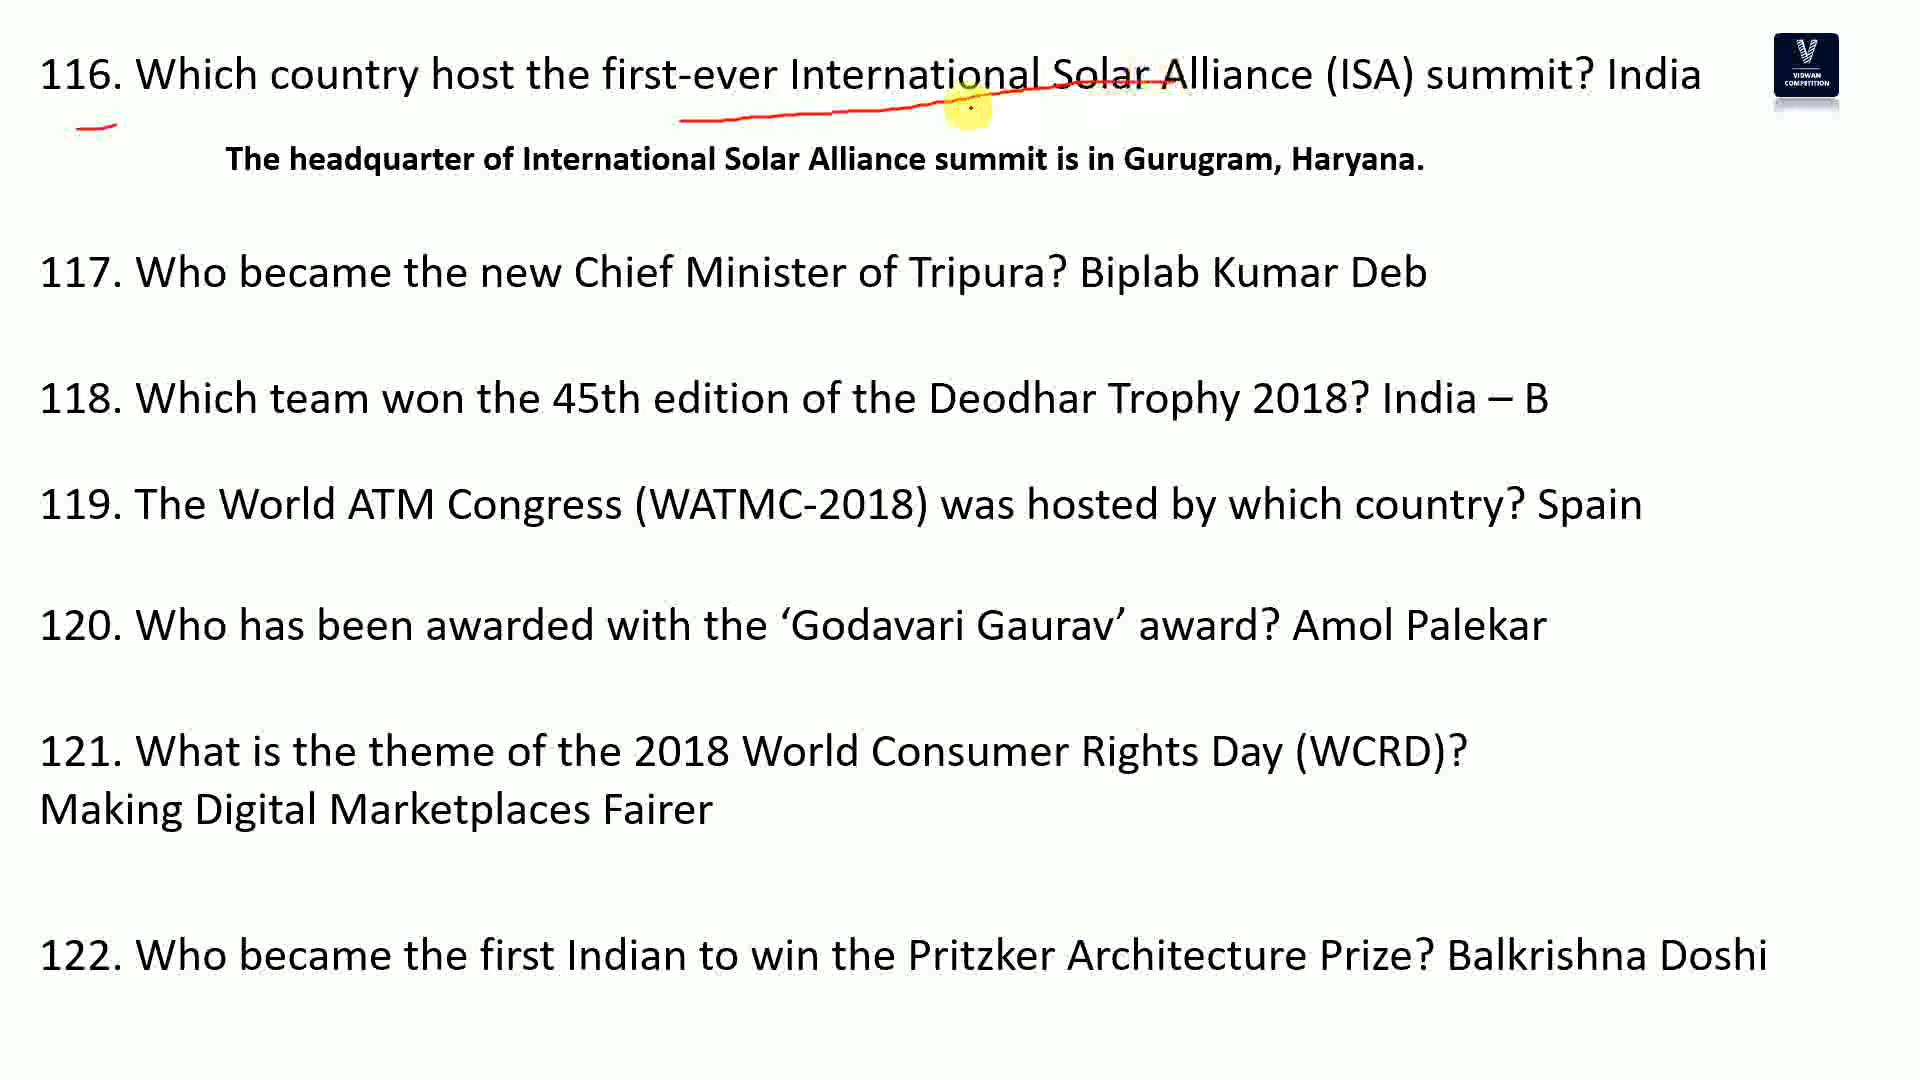 116. Which country host the first-ever International Solar Alliance (ISA) summit? India
VIDWAN
COMPETITION
The headquarter of International Solar Alliance summit is in Gurugram, Haryana.
117. Who became the new Chief Minister of Tripura? Biplab Kumar Deb
118. Which team won the 45th edition of the Deodhar Trophy 2018? India – B
119. The World ATM Congress (WATMC-2018) was hosted by which country? Spain
120. Who has been awarded with the ‘Godavari Gaurav’ award? Amol Palekar
121. What is the theme of the 2018 World Consumer Rights Day (WCRD)?
Making Digital Marketplaces Fairer
122. Who became the first Indian to win the Pritzker Architecture Prize? Balkrishna Doshi